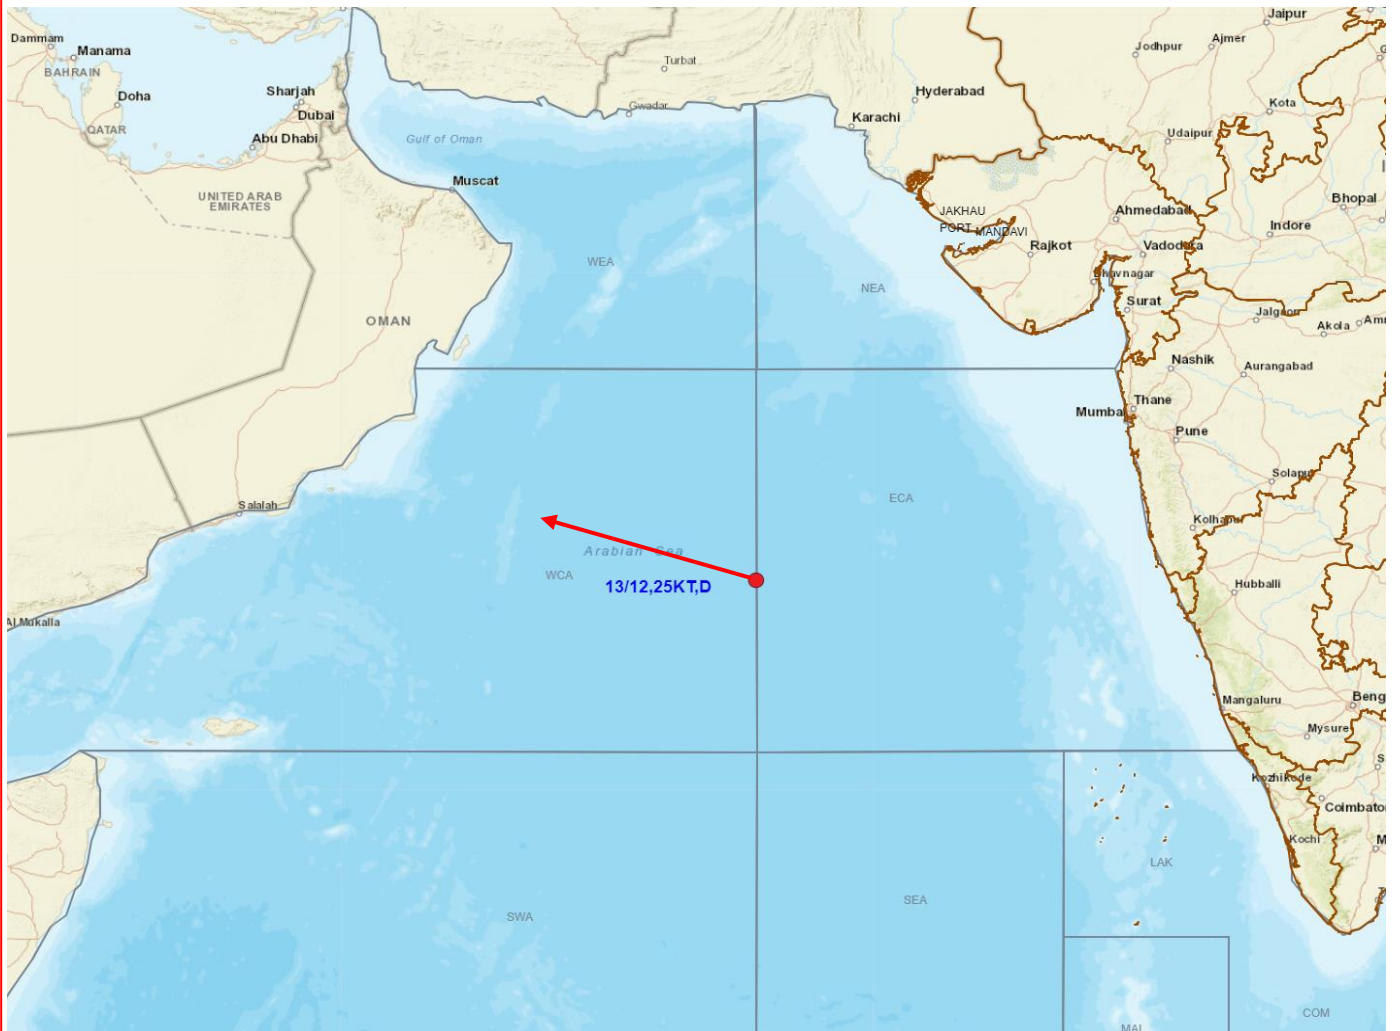 Dammam
Manama
BAHRAIN
Doha
QATAR
Sharjah
Dubai
Abu Dhabi
UNITED ARAB
EMIRATES
Gulf of Oman
Muscat
Turbat
Gwadar
Karachi
Hyderabad
Jaipur
Jodhpur
Ajmer
Kota
Udaipur
Bhopal
Indore
JAKHAU
PORT
MANDAVI
Ahmedabad
Rajkot
Vadodara
Bhavnagar
Surat
WEA
NEA
OMAN
Jalgaon
Akola
Nashik
Aurangabad
Thane
Mumbai
Pune
Solapur
Salalah
ECA
Kolhapur
Arabian Sea
WCA
13/12,25KT,D
Hubballi
Al Mukalla
Mangaluru
Beng
Mysuru
Kozhikode
Coimbato
Kochi
LAK
SEA
SWA
COM
MAL